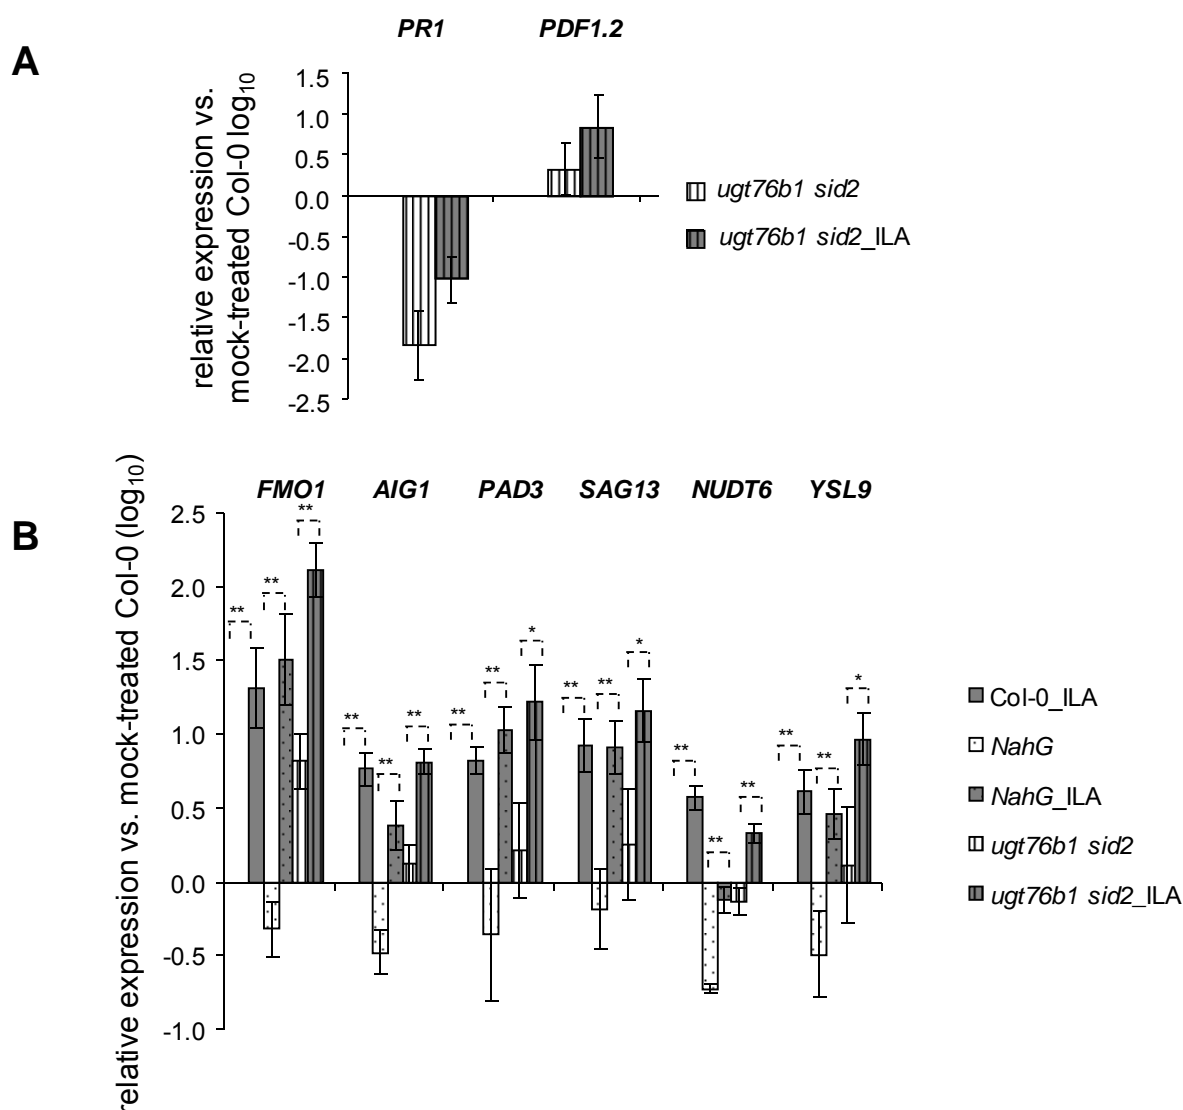 A
PR1 PDF1.2
relative expression vs.
mock-treated Col-0 log10
1.5
1.0
0.5
0.0
-0.5
-1.0
-1.5
-2.0
-2.5
ugt76b1 sid2
ugt76b1 sid2_ILA
B
FMO1 AIG1 PAD3 SAG13 NUDT6 YSL9
relative expression vs. mock-treated Col-0 (log10)
2.5
2.0
1.5
1.0
0.5
0.0
-0.5
-1.0
** ** **
** ** **
** ** *
** ** *
** ** **
** ** *
Col-0_ILA
NahG
NahG_ILA
ugt76b1 sid2
ugt76b1 sid2_ILA